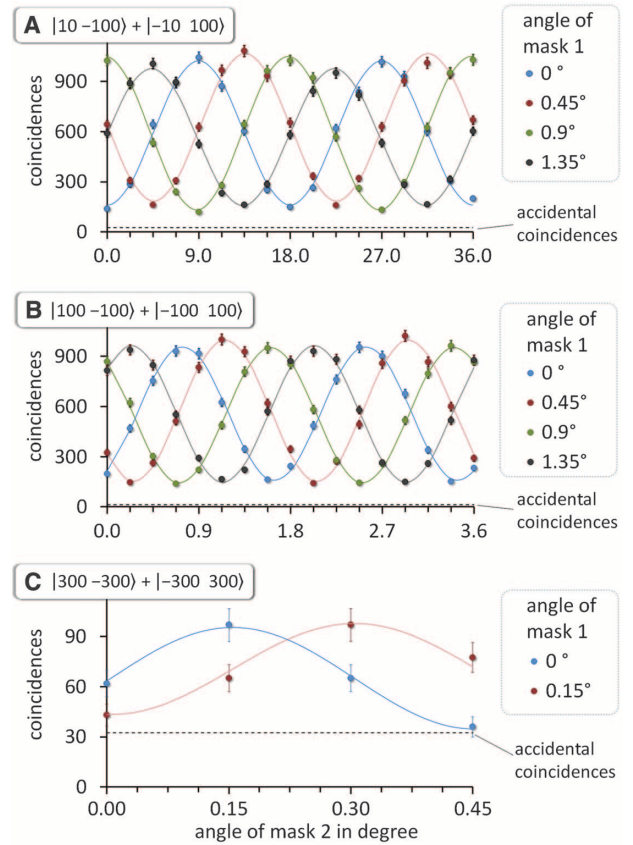 A |10 −100⟩ + |−10 100⟩
coincidences
900
600
300
0
0.0 9.0 18.0 27.0 36.0
angle of
mask 1
0 °
0.45°
0.9°
1.35°
accidental
coincidences
B |100 −100⟩ + |−100 100⟩
coincidences
900
600
300
0
0.0 0.9 1.8 2.7 3.6
angle of
mask 1
0 °
0.45°
0.9°
1.35°
accidental
coincidences
C |300 −300⟩ + |−300 300⟩
coincidences
90
60
30
0
0.00 0.15 0.30 0.45
angle of mask 2 in degree
angle of
mask 1
0 °
0.15°
accidental
coincidences